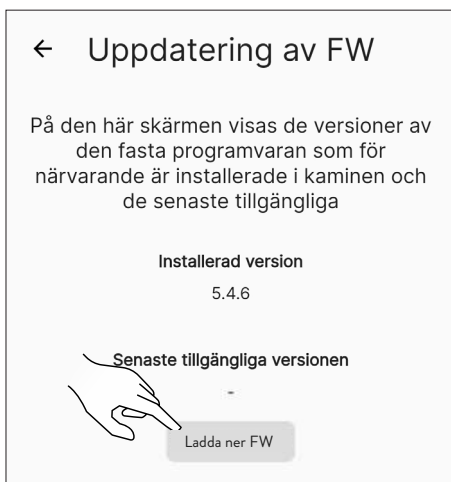 ← Uppdatering av FW
På den här skärmen visas de versioner av
den fasta programvaran som för
närvarande är installerade i kaminen och
de senaste tillgängliga
Installerad version
5.4.6
Senaste tillgängliga versionen
-
Ladda ner FW